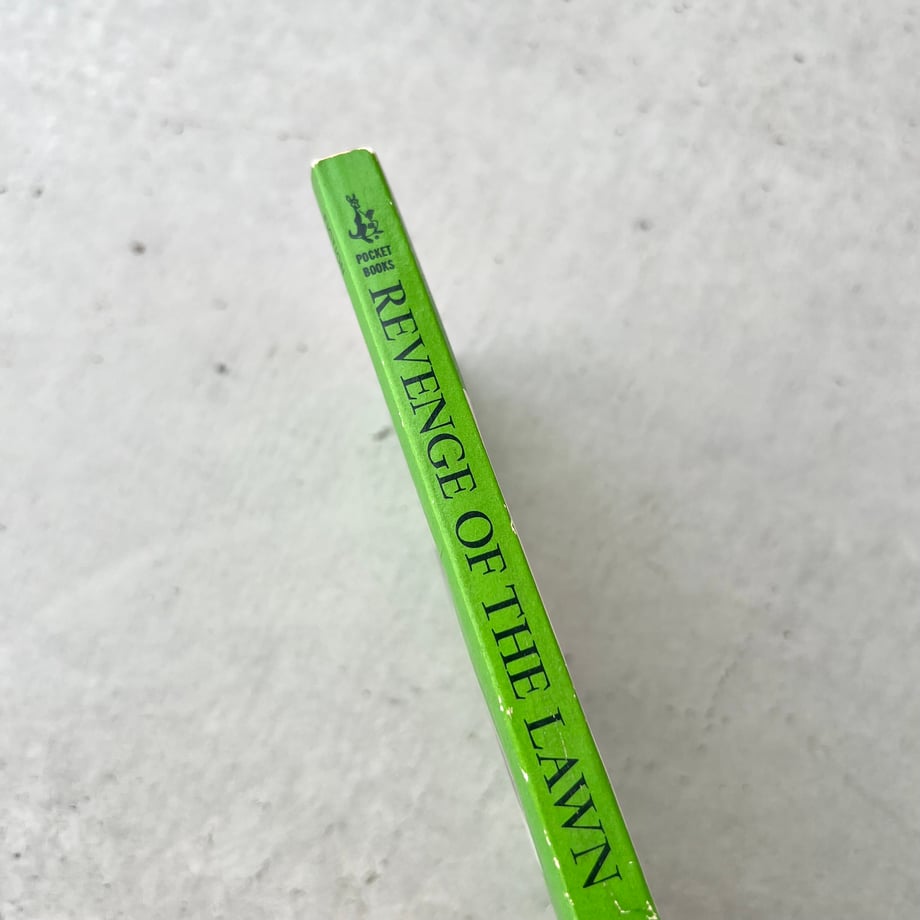 POCKET
BOOKS
REVENGE OF THE LAWN